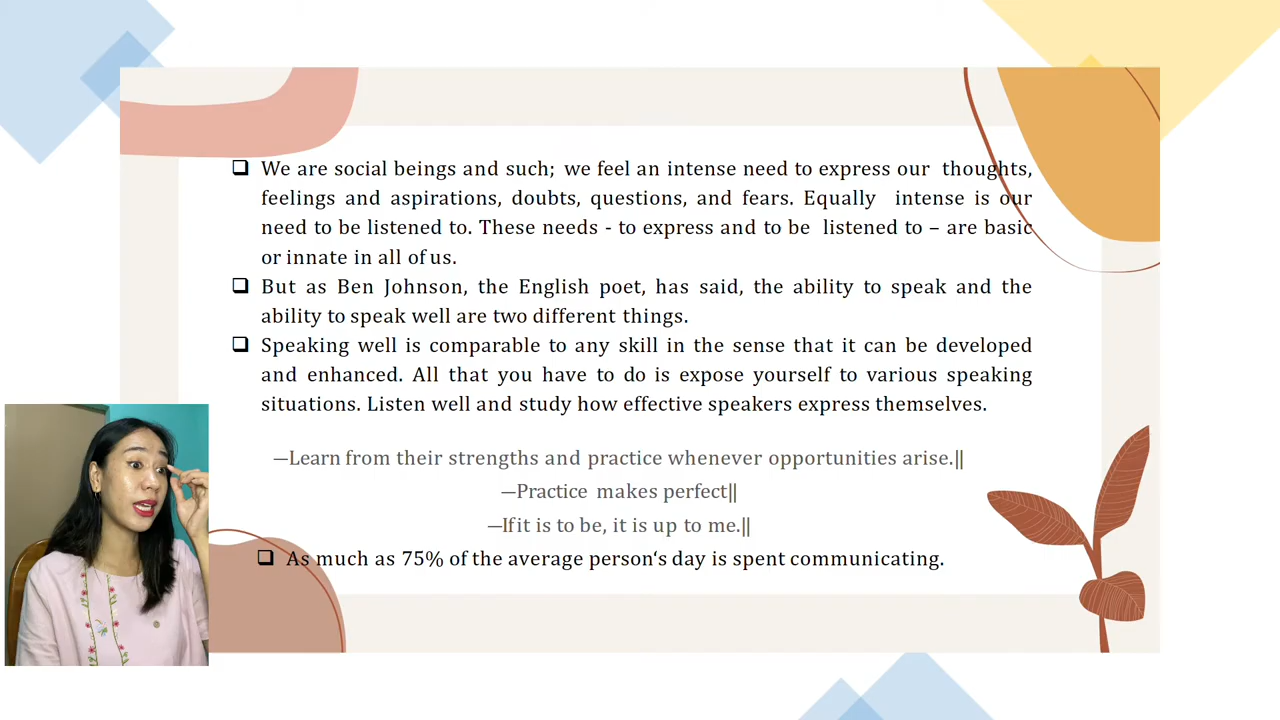 ❑ We are social beings and such; we feel an intense need to express our thoughts,
feelings and aspirations, doubts, questions, and fears. Equally intense is our
need to be listened to. These needs - to express and to be listened to – are basic
or innate in all of us.
❑ But as Ben Johnson, the English poet, has said, the ability to speak and the
ability to speak well are two different things.
❑ Speaking well is comparable to any skill in the sense that it can be developed
and enhanced. All that you have to do is expose yourself to various speaking
situations. Listen well and study how effective speakers express themselves.
―Learn from their strengths and practice whenever opportunities arise.‖
―Practice makes perfect‖
―If it is to be, it is up to me.‖
❑ As much as 75% of the average person‘s day is spent communicating.